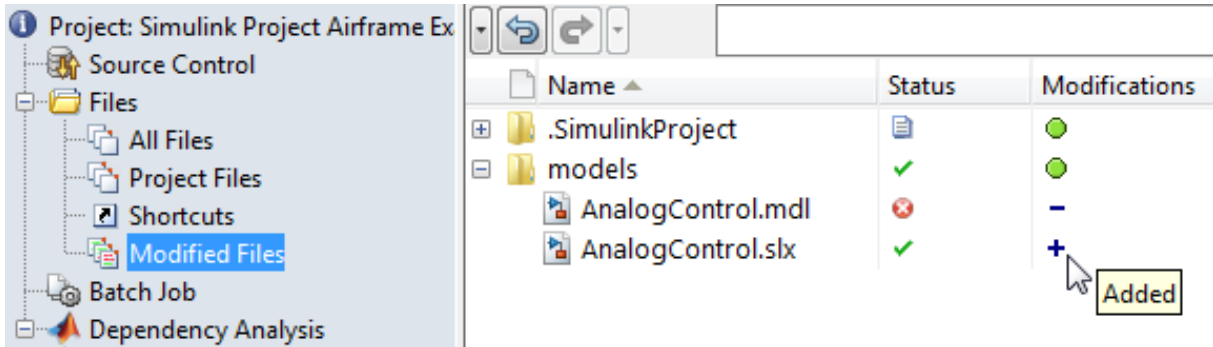 Project: Simulink Project Airframe Ex
Source Control
Files
All Files
Project Files
Shortcuts
Modified Files
Batch Job
Dependency Analysis
Name Status Modifications
.SimulinkProject
models
AnalogControl.mdl
AnalogControl.slx
Added